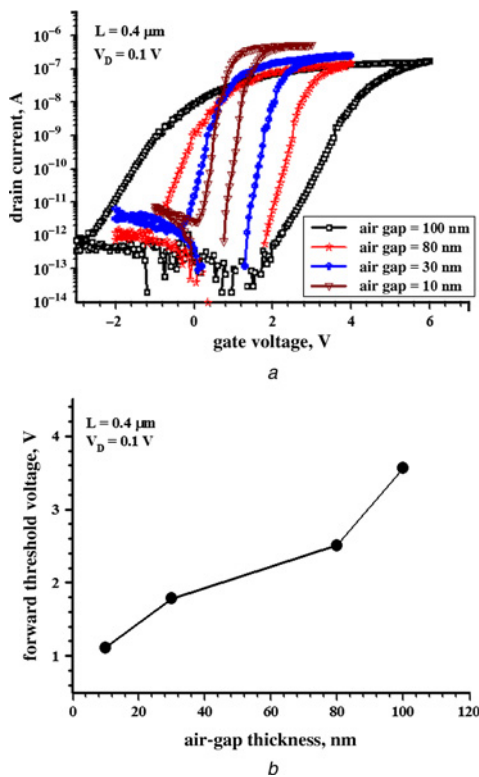 L = 0.4 μm
V_D = 0.1 V
10^-6
10^-7
10^-8
10^-9
10^-10
10^-11
10^-12
10^-13
10^-14
drain current, A
air gap = 100 nm
air gap = 80 nm
air gap = 30 nm
air gap = 10 nm
−2 0 2 4 6
gate voltage, V
a
L = 0.4 μm
V_D = 0.1 V
4
3
2
1
forward threshold voltage, V
0 20 40 60 80 100 120
air-gap thickness, nm
b